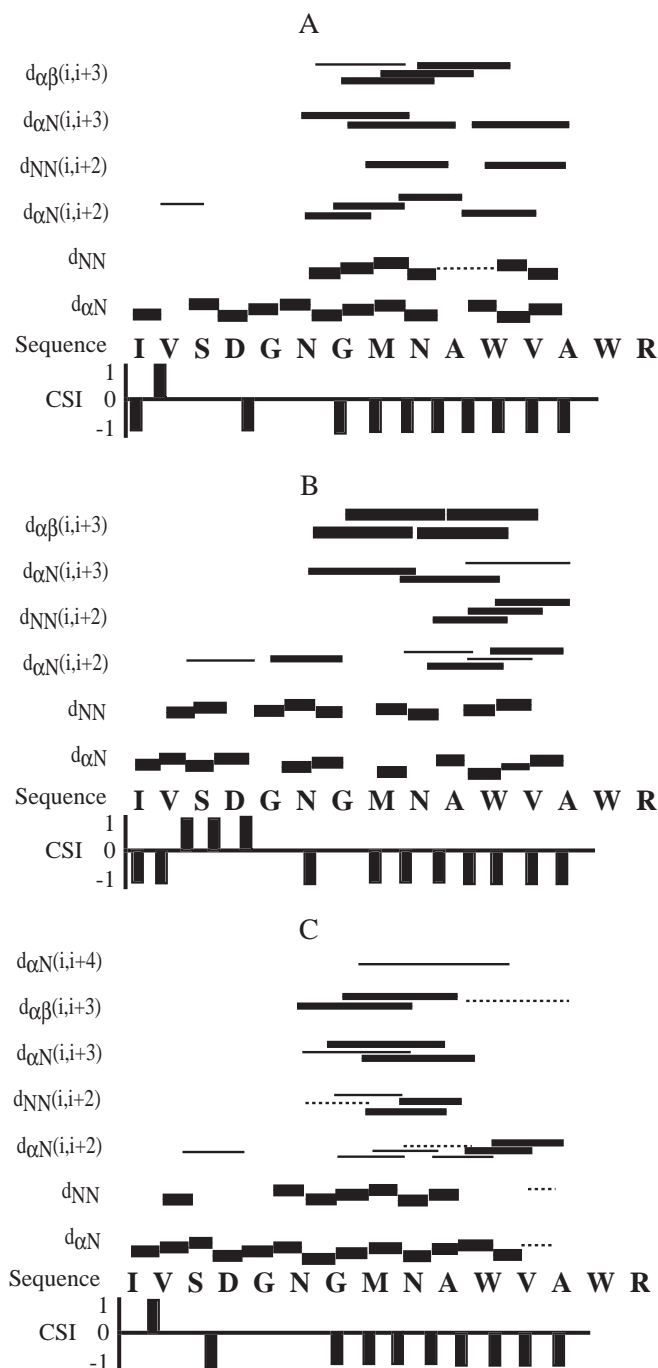 A
dαβ(i,i+3)
dαN(i,i+3)
dNN(i,i+2)
dαN(i,i+2)
dNN
dαN
Sequence I V S D G N G M N A W V A W R
1
CSI 0
-1
B
dαβ(i,i+3)
dαN(i,i+3)
dNN(i,i+2)
dαN(i,i+2)
dNN
dαN
Sequence I V S D G N G M N A W V A W R
1
CSI 0
-1
C
dαN(i,i+4)
dαβ(i,i+3)
dαN(i,i+3)
dNN(i,i+2)
dαN(i,i+2)
dNN
dαN
Sequence I V S D G N G M N A W V A W R
1
CSI 0
-1